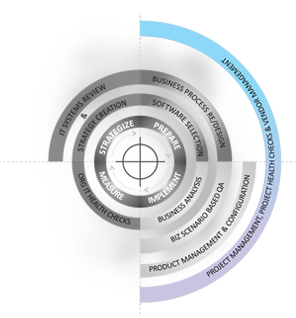 IT SYSTEMS REVIEW
&
STRATEGY CREATION
BUSINESS PROCESS RE/DESIGN
SOFTWARE SELECTION
STRATEGIZE
PREPARE
MEASURE
IMPLEMENT
ORG/IT HEALTH CHECKS
BUSINESS ANALYSIS
BIZ SCENARIO BASED QA
PRODUCT MANAGEMENT & CONFIGURATION
PROJECT MANAGEMENT, PROJECT HEALTH CHECKS & VENDOR MANAGEMENT